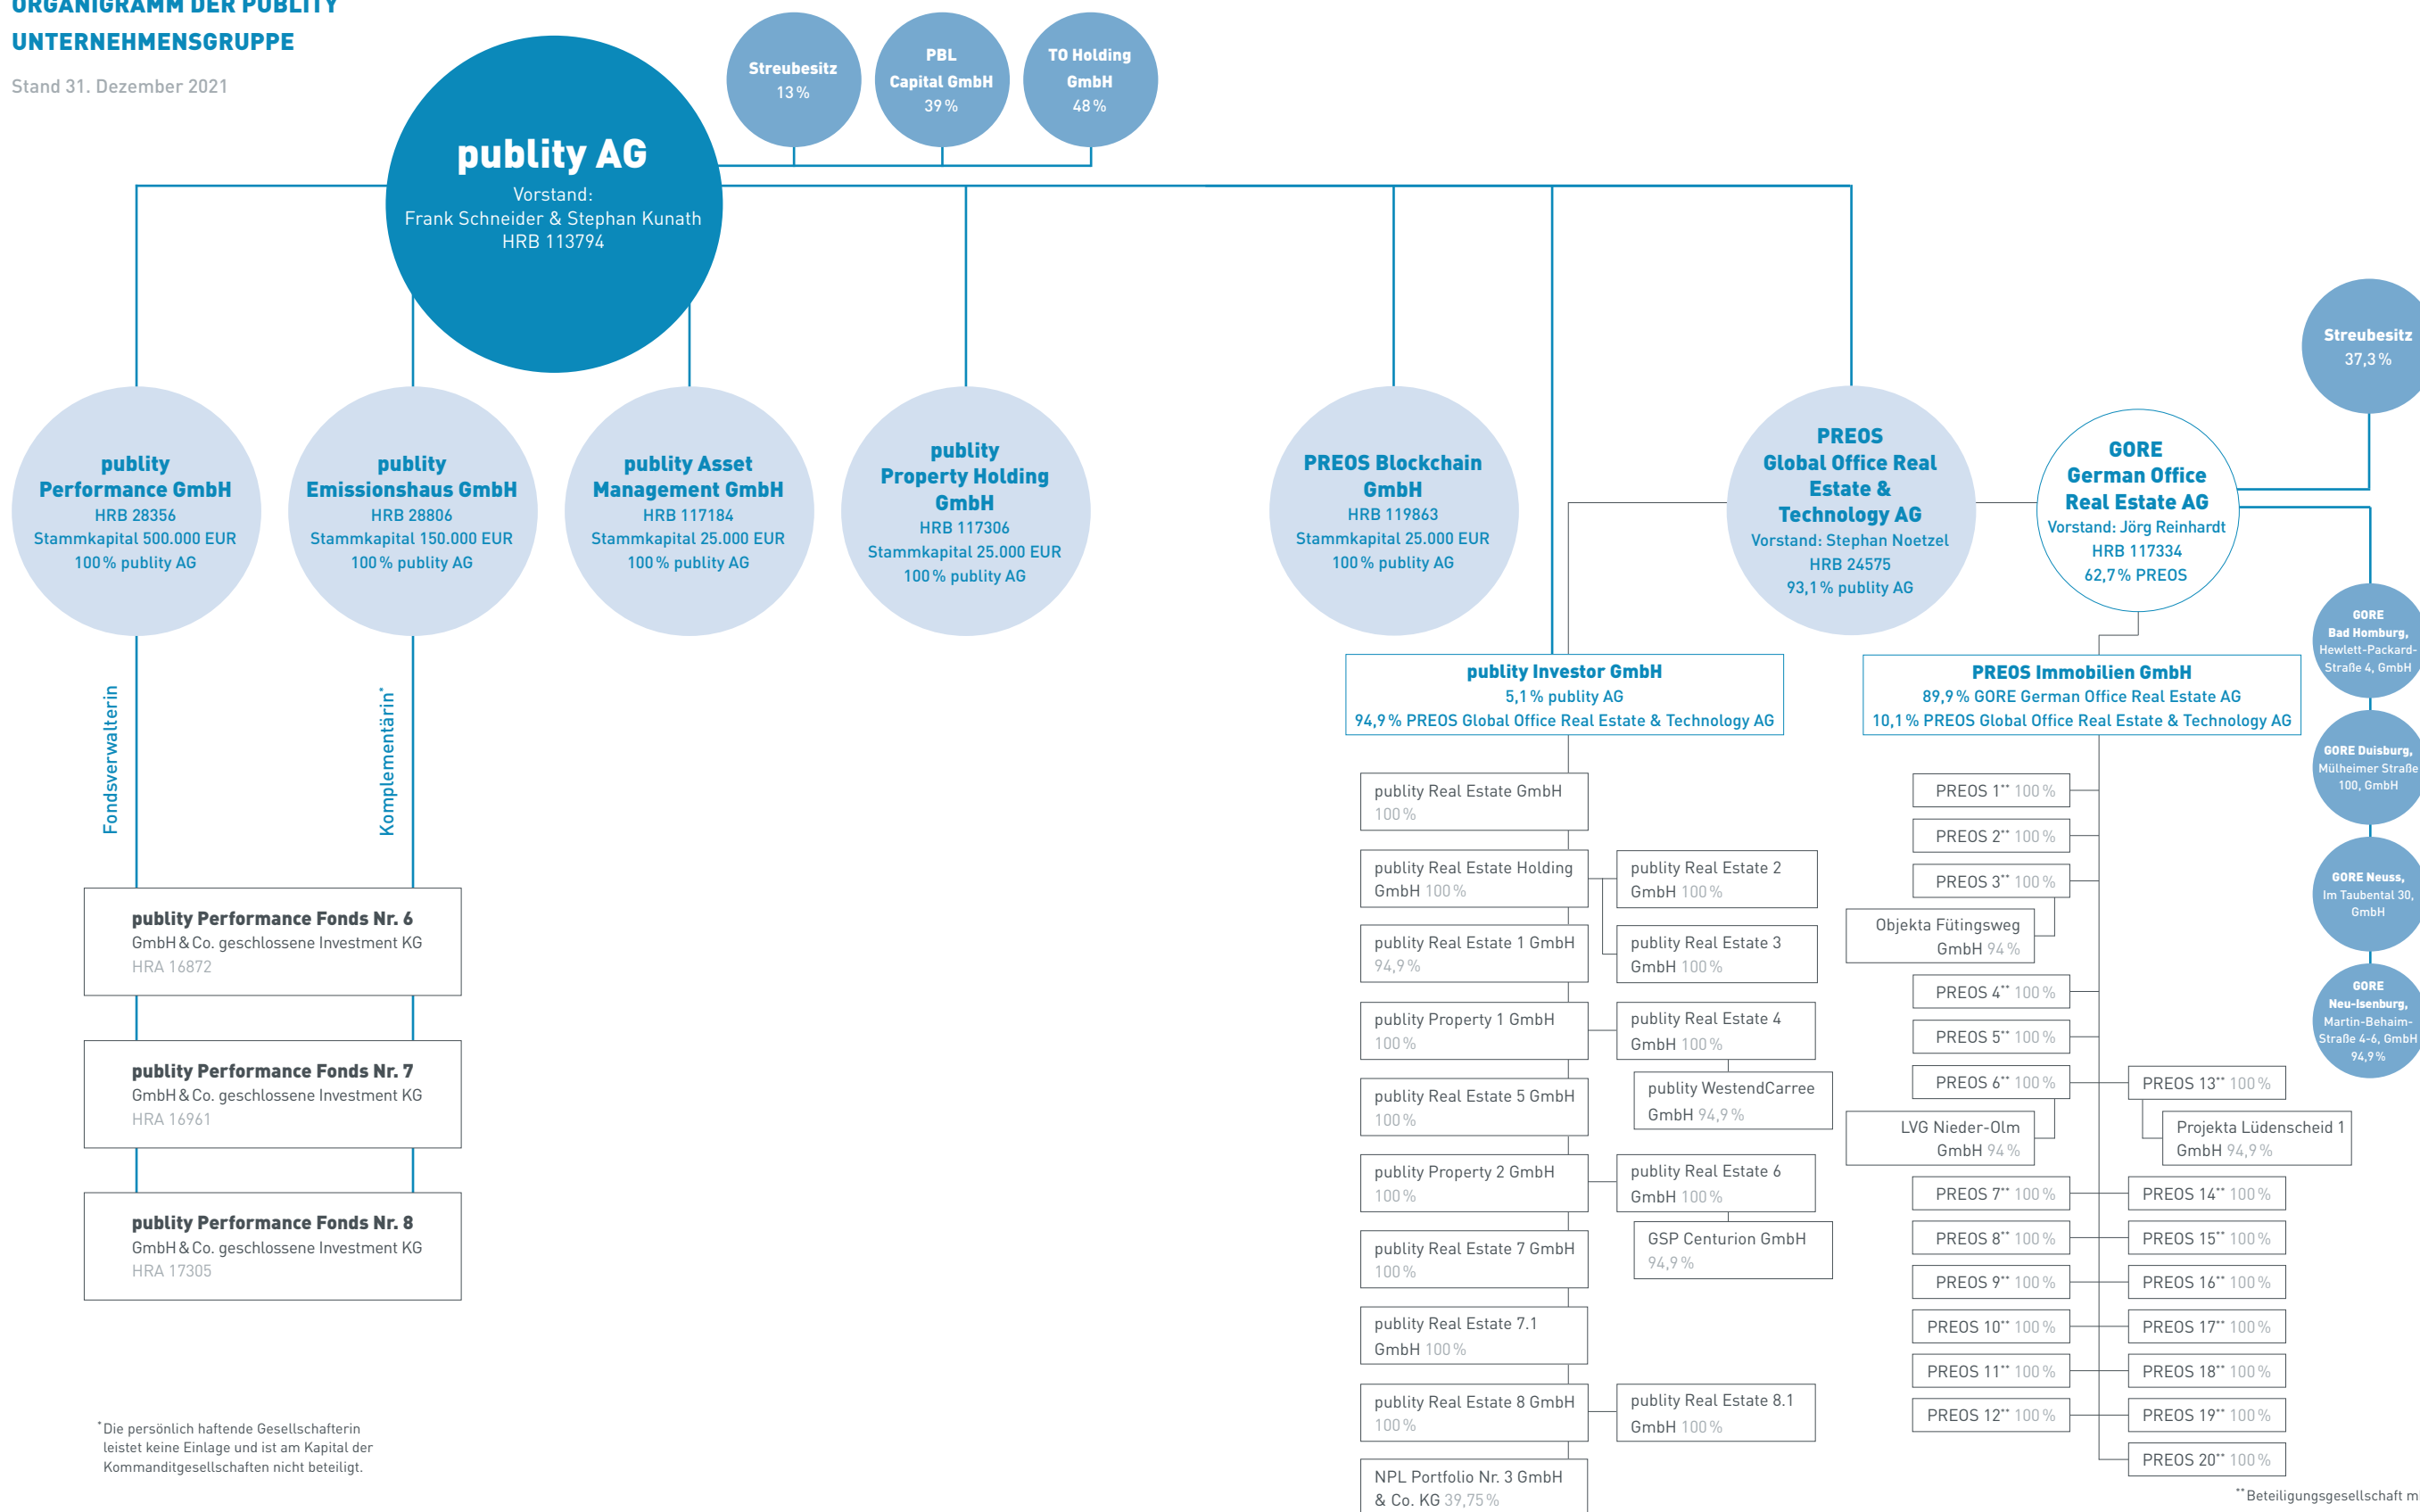 ORGANIGRAMM DER PUBLITY
UNTERNEHMENSGRUPPE
Stand 31. Dezember 2021
publity AG
Vorstand:
Frank Schneider & Stephan Kunath
HRB 113794
Streubesitz
13 %
PBL
Capital GmbH
39 %
TO Holding
GmbH
48 %
publity
Performance GmbH
HRB 28356
Stammkapital 500.000 EUR
100 % publity AG
publity
Emissionshaus GmbH
HRB 28806
Stammkapital 150.000 EUR
100 % publity AG
publity Asset
Management GmbH
HRB 117184
Stammkapital 25.000 EUR
100 % publity AG
publity
Property Holding
GmbH
HRB 117306
Stammkapital 25.000 EUR
100 % publity AG
PREOS Blockchain
GmbH
HRB 119863
Stammkapital 25.000 EUR
100 % publity AG
PREOS
Global Office Real
Estate &
Technology AG
Vorstand: Stephan Noetzel
HRB 24575
93,1 % publity AG
GORE
German Office
Real Estate AG
Vorstand: Jörg Reinhardt
HRB 117334
62,7 % PREOS
Streubesitz
37,3 %
GORE
Bad Homburg,
Hewlett-Packard-
Straße 4, GmbH
GORE Duisburg,
Mülheimer Straße
100, GmbH
GORE Neuss,
Im Taubental 30,
GmbH
GORE
Neu-Isenburg,
Martin-Behaim-
Straße 4-6, GmbH
94,9 %
Fondsverwalterin
Komplementärin*
publity Performance Fonds Nr. 6
GmbH & Co. geschlossene Investment KG
HRA 16872
publity Performance Fonds Nr. 7
GmbH & Co. geschlossene Investment KG
HRA 16961
publity Performance Fonds Nr. 8
GmbH & Co. geschlossene Investment KG
HRA 17305
publity Investor GmbH
5,1 % publity AG
94,9 % PREOS Global Office Real Estate & Technology AG
publity Real Estate GmbH
100 %
publity Real Estate Holding
GmbH 100 %
publity Real Estate 2
GmbH 100 %
publity Real Estate 1 GmbH
94,9 %
publity Real Estate 3
GmbH 100 %
publity Property 1 GmbH
100 %
publity Real Estate 4
GmbH 100 %
publity WestendCarree
GmbH 94,9 %
publity Real Estate 5 GmbH
100 %
publity Property 2 GmbH
100 %
publity Real Estate 6
GmbH 100 %
GSP Centurion GmbH
94,9 %
publity Real Estate 7 GmbH
100 %
publity Real Estate 7.1
GmbH 100 %
publity Real Estate 8 GmbH
100 %
publity Real Estate 8.1
GmbH 100 %
NPL Portfolio Nr. 3 GmbH
& Co. KG 39,75 %
PREOS Immobilien GmbH
89,9 % GORE German Office Real Estate AG
10,1 % PREOS Global Office Real Estate & Technology AG
PREOS 1** 100 %
PREOS 2** 100 %
PREOS 3** 100 %
Objekta Fütingsweg
GmbH 94 %
PREOS 4** 100 %
PREOS 5** 100 %
PREOS 6** 100 %
PREOS 13** 100 %
LVG Nieder-Olm
GmbH 94 %
Projekta Lüdenscheid 1
GmbH 94,9 %
PREOS 7** 100 %
PREOS 14** 100 %
PREOS 8** 100 %
PREOS 15** 100 %
PREOS 9** 100 %
PREOS 16** 100 %
PREOS 10** 100 %
PREOS 17** 100 %
PREOS 11** 100 %
PREOS 18** 100 %
PREOS 12** 100 %
PREOS 19** 100 %
PREOS 20** 100 %
*Die persönlich haftende Gesellschafterin
leistet keine Einlage und ist am Kapital der
Kommanditgesellschaften nicht beteiligt.
**Beteiligungsgesellschaft